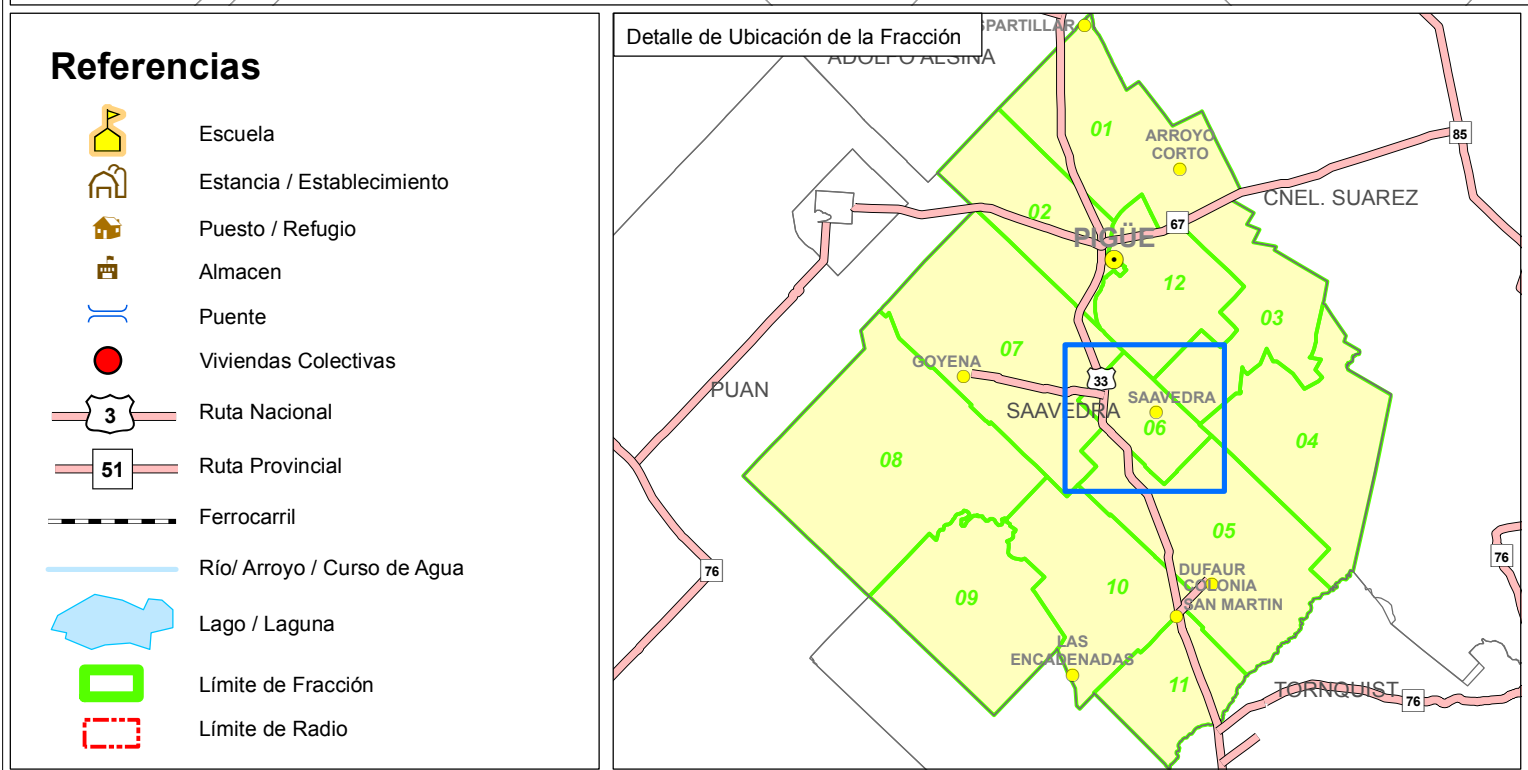 Referencias
Escuela
Estancia / Establecimiento
Puesto / Refugio
Almacen
Puente
Viviendas Colectivas
3
Ruta Nacional
51
Ruta Provincial
Ferrocarril
Río/ Arroyo / Curso de Agua
Lago / Laguna
Límite de Fracción
Límite de Radio
Detalle de Ubicación de la Fracción
SPARTILLAR
ADOLFO ALSINA
01
ARROYO
CORTO
85
CNEL. SUAREZ
02
67
PIGÜE
12
03
07
GOYENA
33
PUAN
SAAVEDRA
SAAVEDRA
06
04
08
05
76
76
DUFAUR
COLONIA
SAN MARTIN
10
09
LAS
ENCADENADAS
11
TORNQUIST
76